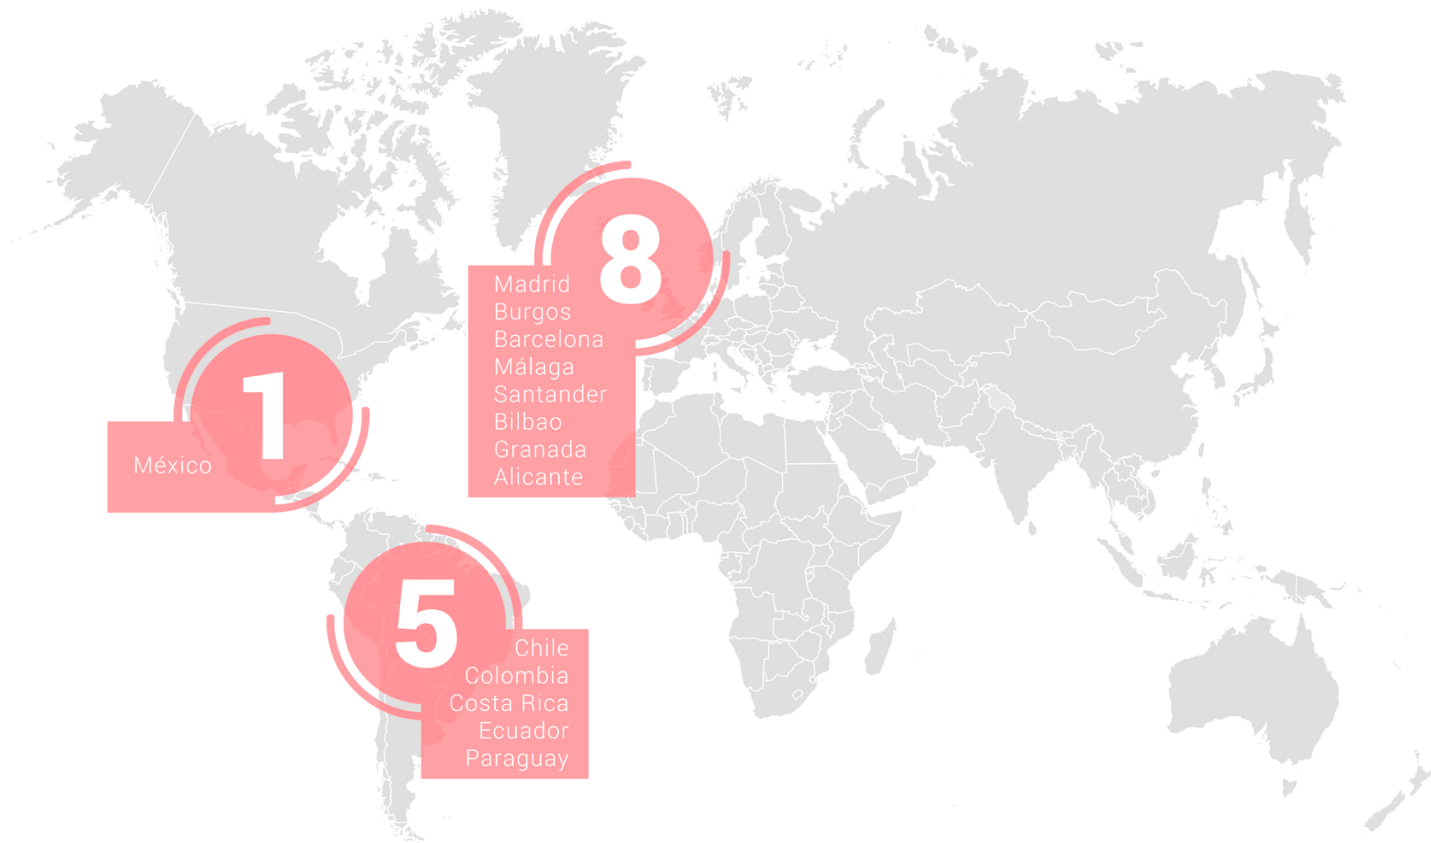 8
Madrid
Burgos
Barcelona
Málaga
Santander
Bilbao
Granada
Alicante
1
México
5
Chile
Colombia
Costa Rica
Ecuador
Paraguay